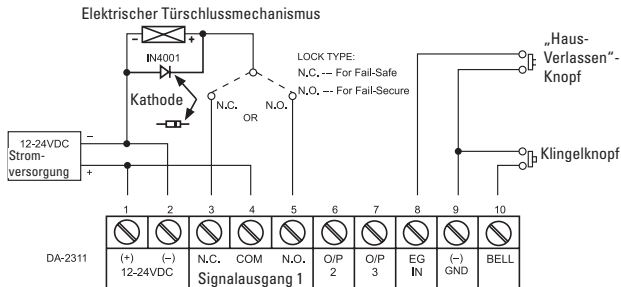 Elektrischer Türschlussmechanismus
– +
IN4001
Kathode
LOCK TYPE:
N.C. --- For Fail-Safe
N.O. --- For Fail-Secure
N.C. N.O.
OR
„Haus-
Verlassen“-
Knopf
Klingelknopf
12-24VDC
Strom-
versorgung
–
+
1 2 3 4 5 6 7 8 9 10
DA-2311
(+) (–) N.C. COM N.O. O/P O/P EG (–) BELL
2 3 IN GND
12-24VDC
Signalausgang 1